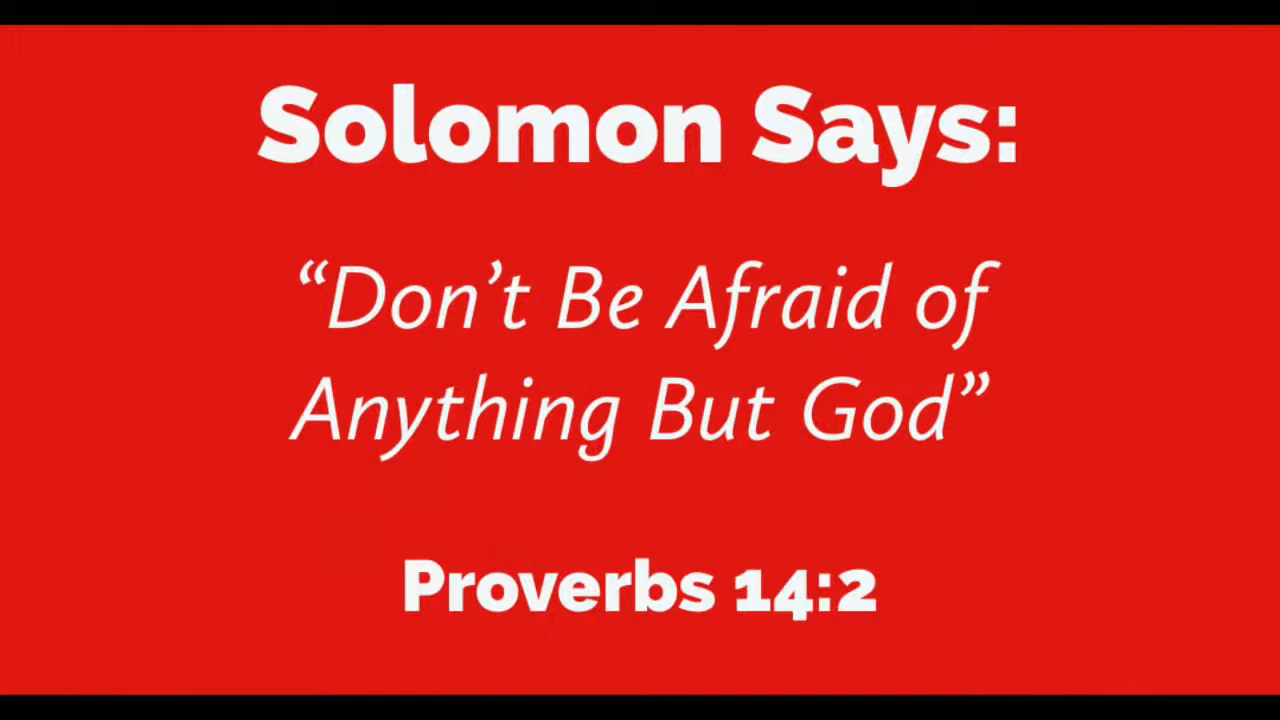 Solomon Says:
“Don’t Be Afraid of
Anything But God”
Proverbs 14:2